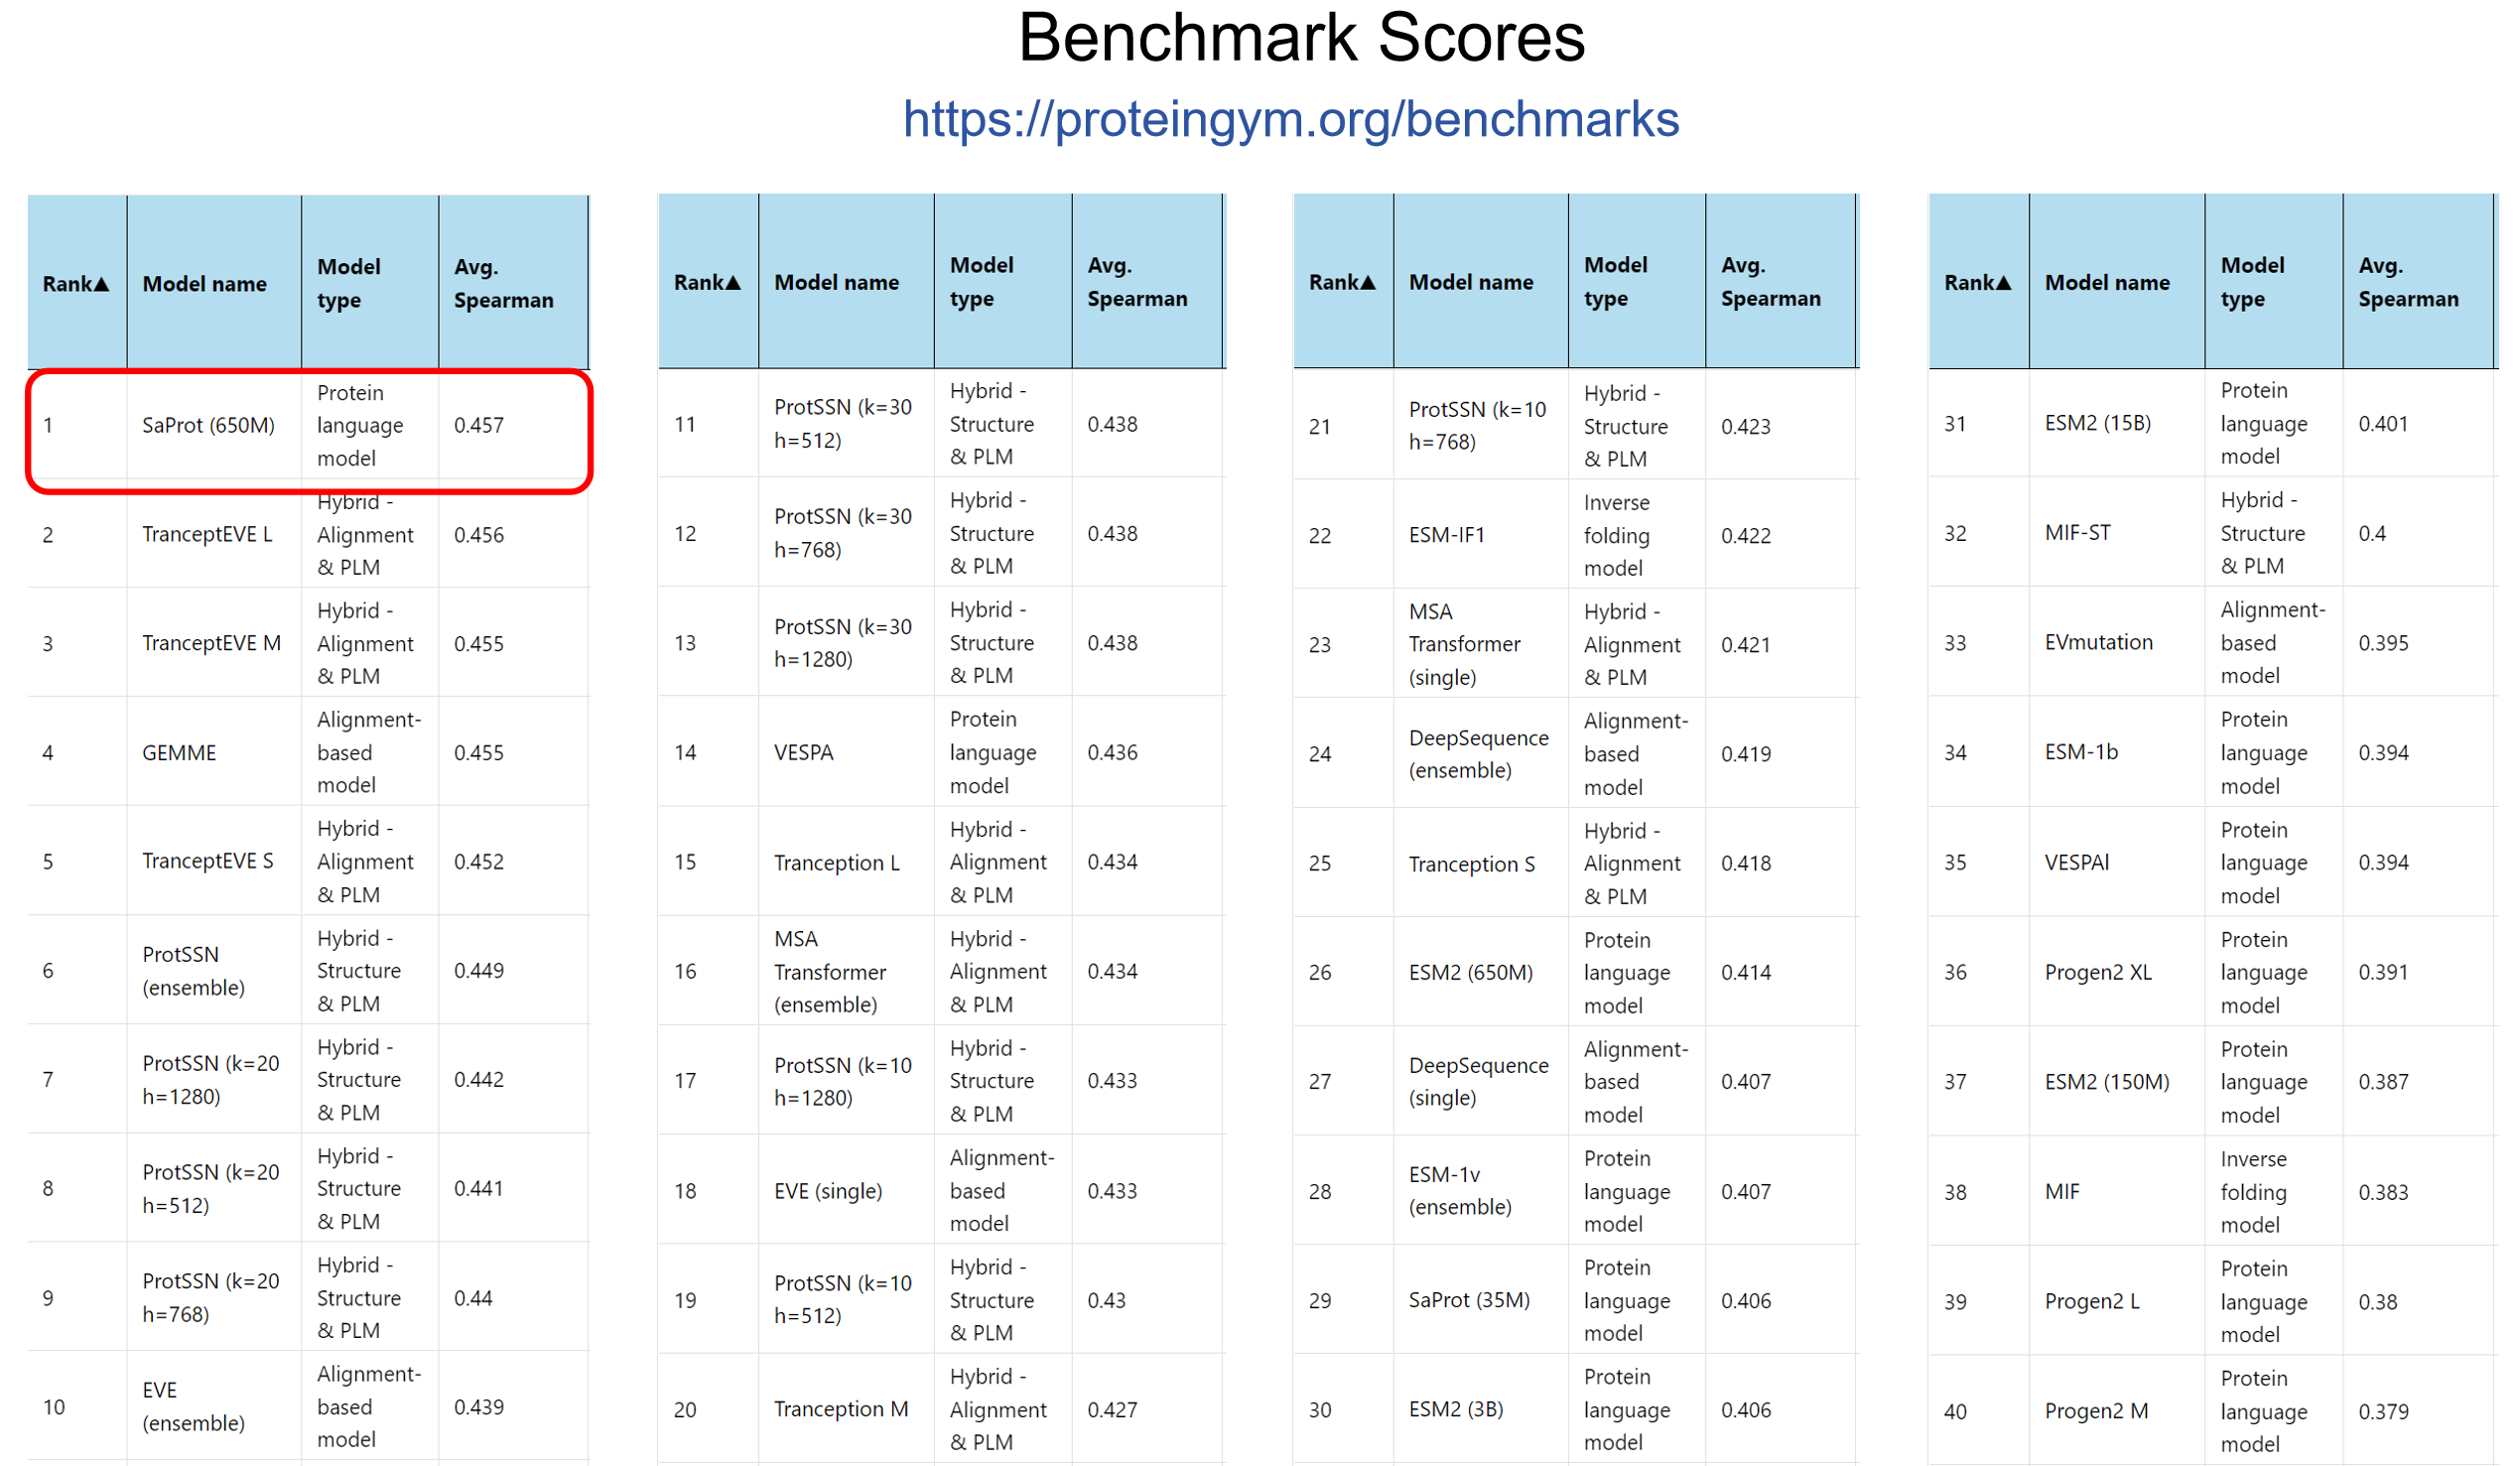 Benchmark Scores
https://proteingym.org/benchmarks
Rank▲ Model name Model type Avg. Spearman
1 SaProt (650M) Protein language model 0.457
2 TranceptEVE L Hybrid - Alignment & PLM 0.456
3 TranceptEVE M Hybrid - Alignment & PLM 0.455
4 GEMME Alignment-based model 0.455
5 TranceptEVE S Hybrid - Alignment & PLM 0.452
6 ProtSSN (ensemble) Hybrid - Structure & PLM 0.449
7 ProtSSN (k=20 h=1280) Hybrid - Structure & PLM 0.442
8 ProtSSN (k=20 h=512) Hybrid - Structure & PLM 0.441
9 ProtSSN (k=20 h=768) Hybrid - Structure & PLM 0.44
10 EVE (ensemble) Alignment-based model 0.439
Rank▲ Model name Model type Avg. Spearman
11 ProtSSN (k=30 h=512) Hybrid - Structure & PLM 0.438
12 ProtSSN (k=30 h=768) Hybrid - Structure & PLM 0.438
13 ProtSSN (k=30 h=1280) Hybrid - Structure & PLM 0.438
14 VESPA Protein language model 0.436
15 Tranception L Hybrid - Alignment & PLM 0.434
16 MSA Transformer (ensemble) Hybrid - Alignment & PLM 0.434
17 ProtSSN (k=10 h=1280) Hybrid - Structure & PLM 0.433
18 EVE (single) Alignment-based model 0.433
19 ProtSSN (k=10 h=512) Hybrid - Structure & PLM 0.43
20 Tranception M Hybrid - Alignment & PLM 0.427
Rank▲ Model name Model type Avg. Spearman
21 ProtSSN (k=10 h=768) Hybrid - Structure & PLM 0.423
22 ESM-IF1 Inverse folding model 0.422
23 MSA Transformer (single) Hybrid - Alignment & PLM 0.421
24 DeepSequence (ensemble) Alignment-based model 0.419
25 Tranception S Hybrid - Alignment & PLM 0.418
26 ESM2 (650M) Protein language model 0.414
27 DeepSequence (single) Alignment-based model 0.407
28 ESM-1v (ensemble) Protein language model 0.407
29 SaProt (35M) Protein language model 0.406
30 ESM2 (3B) Protein language model 0.406
Rank▲ Model name Model type Avg. Spearman
31 ESM2 (15B) Protein language model 0.401
32 MIF-ST Hybrid - Structure & PLM 0.4
33 EVmutation Alignment-based model 0.395
34 ESM-1b Protein language model 0.394
35 VESPAl Protein language model 0.394
36 Progen2 XL Protein language model 0.391
37 ESM2 (150M) Protein language model 0.387
38 MIF Inverse folding model 0.383
39 Progen2 L Protein language model 0.38
40 Progen2 M Protein language model 0.379